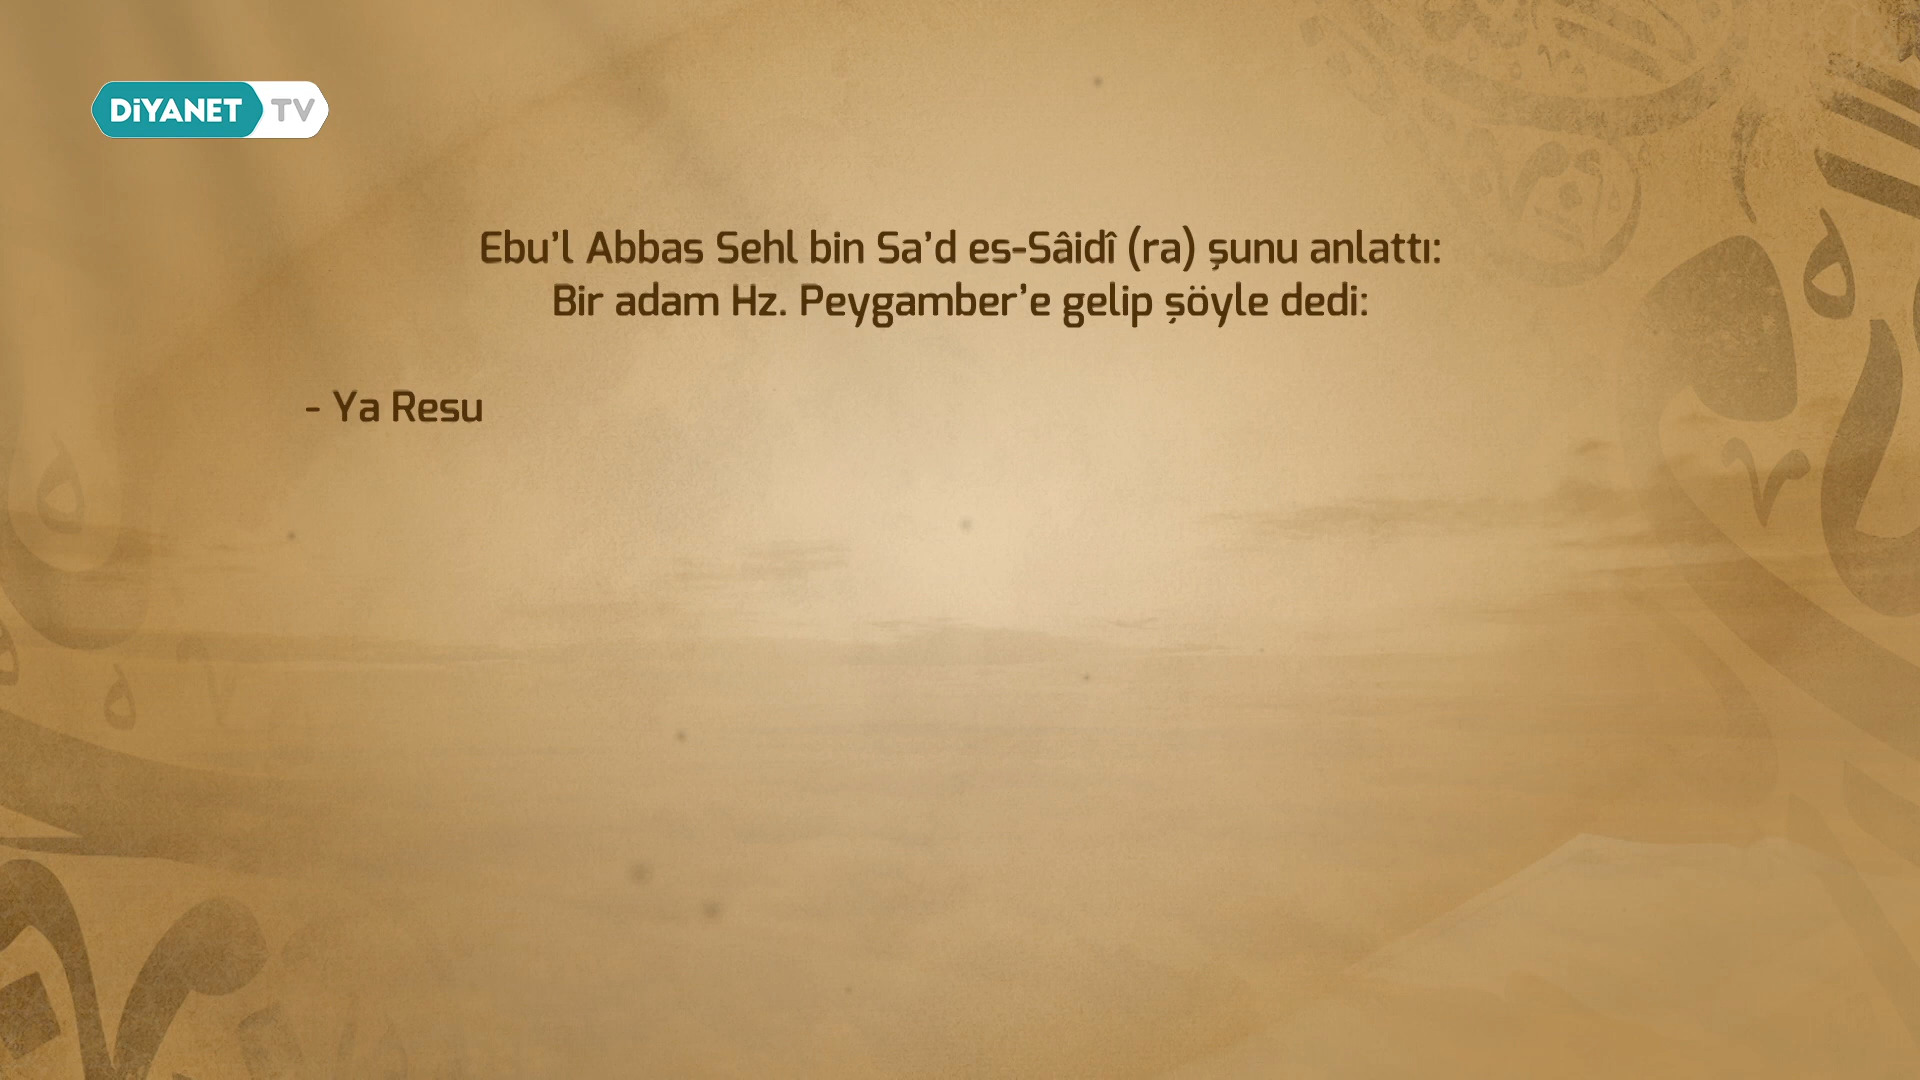 DİYANET TV
Ebu’l Abbas Sehl bin Sa’d es-Sâidî (ra) şunu anlattı:
Bir adam Hz. Peygamber’e gelip şöyle dedi:
- Ya Resu